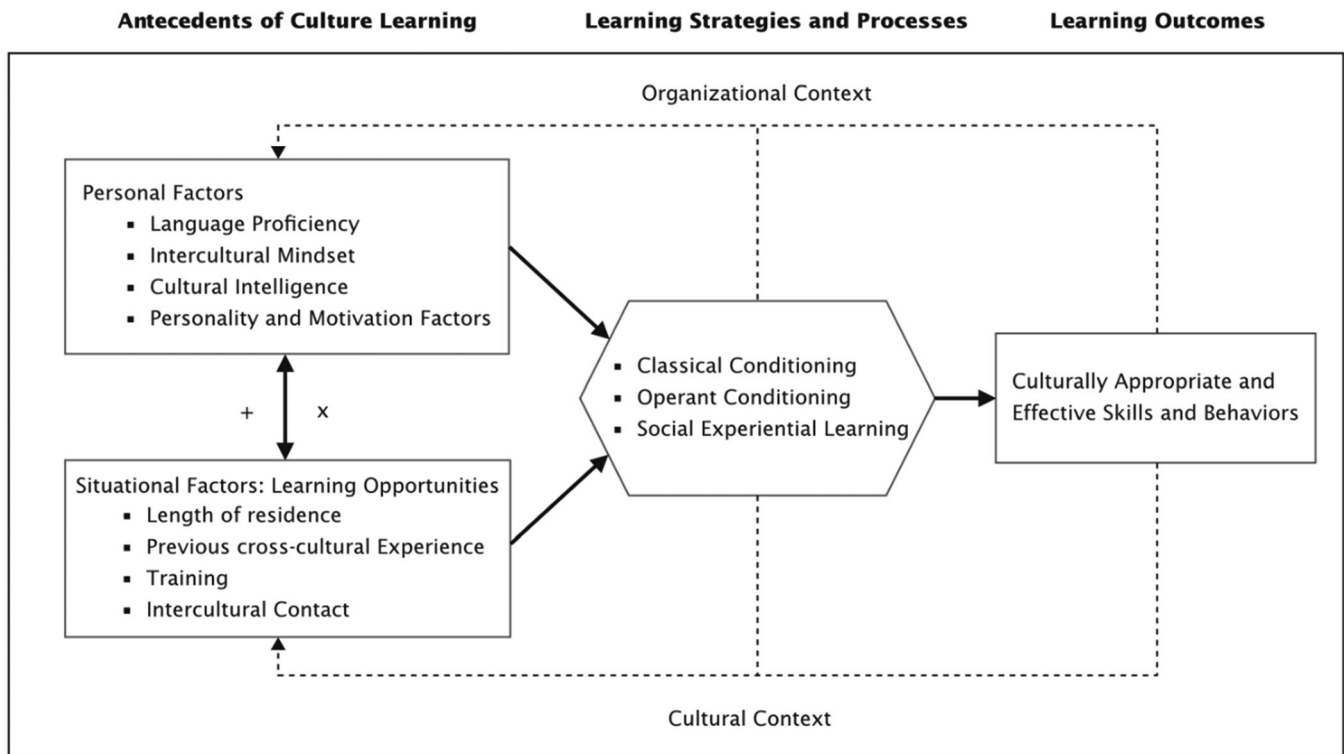 Antecedents of Culture Learning
Learning Strategies and Processes
Learning Outcomes
Organizational Context
Personal Factors
▪ Language Proficiency
▪ Intercultural Mindset
▪ Cultural Intelligence
▪ Personality and Motivation Factors
+ x
Situational Factors: Learning Opportunities
▪ Length of residence
▪ Previous cross-cultural Experience
▪ Training
▪ Intercultural Contact
▪ Classical Conditioning
▪ Operant Conditioning
▪ Social Experiential Learning
Culturally Appropriate and
Effective Skills and Behaviors
Cultural Context